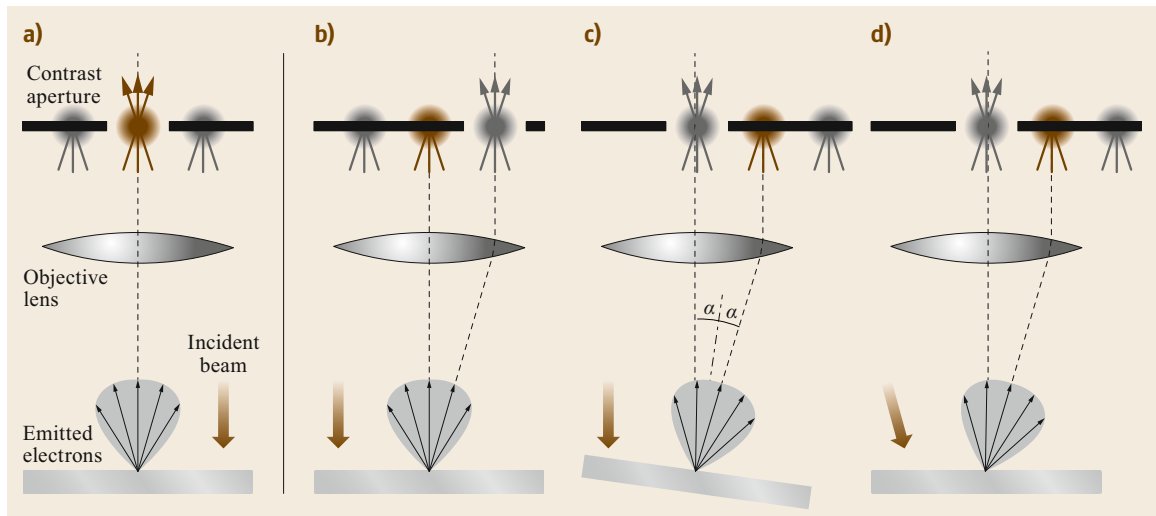 a)
b)
c)
d)
Contrast
aperture
Objective
lens
α
α
Incident
beam
Emitted
electrons